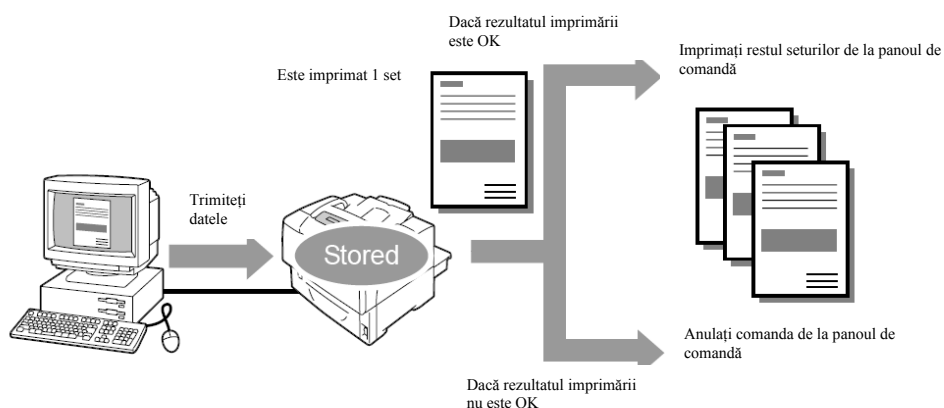 Dacă rezultatul imprimării
este OK
Imprimați restul seturilor de la panoul de
comandă
Este imprimat 1 set
Trimiteți
datele
Stored
Anulați comanda de la panoul de
comandă
Dacă rezultatul imprimării
nu este OK